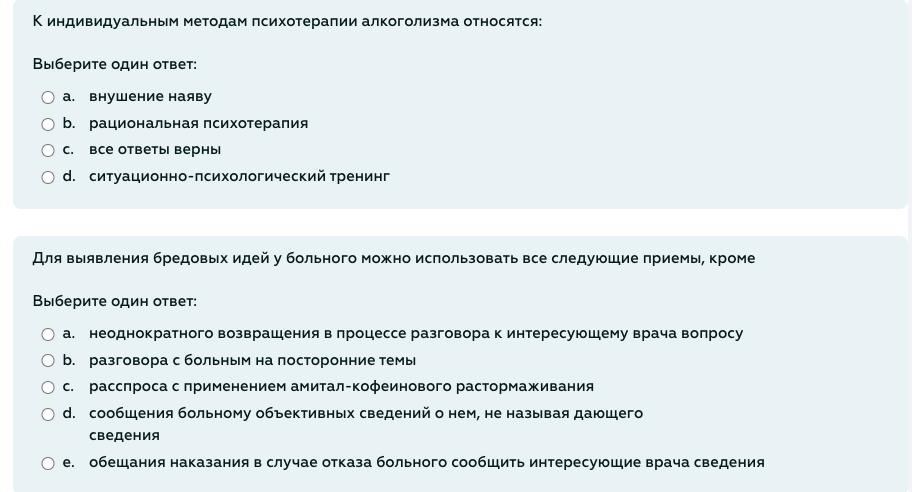 К индивидуальным методам психотерапии алкоголизма относятся:
Выберите один ответ:
a. внушение наяву
b. рациональная психотерапия
c. все ответы верны
d. ситуационно-психологический тренинг
Для выявления бредовых идей у больного можно использовать все следующие приемы, кроме
Выберите один ответ:
a. неоднократного возвращения в процессе разговора к интересующему врача вопросу
b. разговора с больным на посторонние темы
c. расспроса с применением амитал-кофеинового растормаживания
d. сообщения больному объективных сведений о нем, не называя дающего
сведения
e. обещания наказания в случае отказа больного сообщить интересующие врача сведения